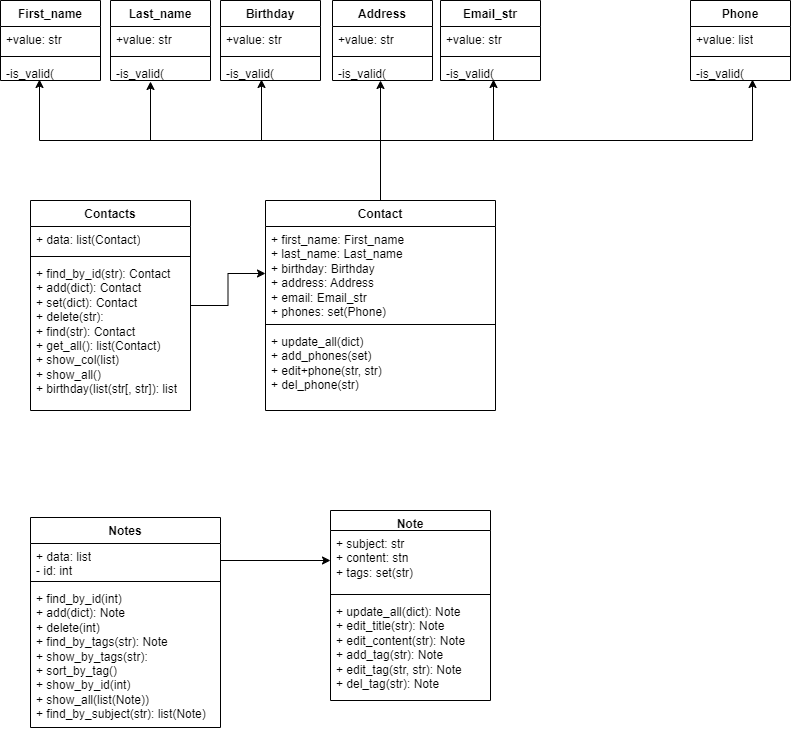 First_name
+value: str
-is_valid(
Last_name
+value: str
-is_valid(
Birthday
+value: str
-is_valid(
Address
+value: str
-is_valid(
Email_str
+value: str
-is_valid(
Phone
+value: list
-is_valid(
Contacts
+ data: list(Contact)
+ find_by_id(str): Contact
+ add(dict): Contact
+ set(dict): Contact
+ delete(str):
+ find(str): Contact
+ get_all(): list(Contact)
+ show_col(list)
+ show_all()
+ birthday(list(str[, str]): list
Contact
+ first_name: First_name
+ last_name: Last_name
+ birthday: Birthday
+ address: Address
+ email: Email_str
+ phones: set(Phone)
+ update_all(dict)
+ add_phones(set)
+ edit+phone(str, str)
+ del_phone(str)
Notes
+ data: list
- id: int
+ find_by_id(int)
+ add(dict): Note
+ delete(int)
+ find_by_tags(str): Note
+ show_by_tags(str):
+ sort_by_tag()
+ show_by_id(int)
+ show_all(list(Note))
+ find_by_subject(str): list(Note)
Note
+ subject: str
+ content: stn
+ tags: set(str)
+ update_all(dict): Note
+ edit_title(str): Note
+ edit_content(str): Note
+ add_tag(str): Note
+ edit_tag(str, str): Note
+ del_tag(str): Note